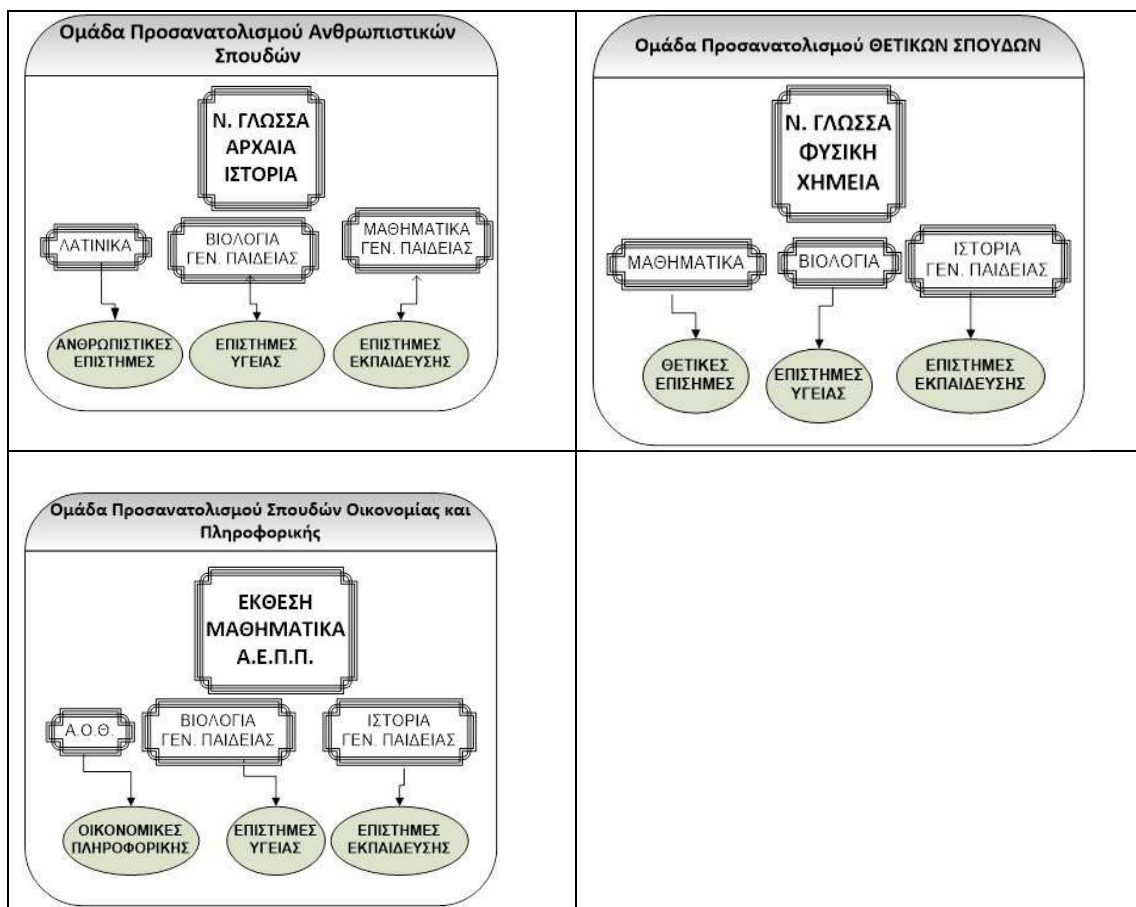 Ομάδα Προσανατολισμού Ανθρωπιστικών
Σπουδών
Ν. ΓΛΩΣΣΑ
ΑΡΧΑΙΑ
ΙΣΤΟΡΙΑ
ΛΑΤΙΝΙΚΑ
ΒΙΟΛΟΓΙΑ
ΓΕΝ. ΠΑΙΔΕΙΑΣ
ΜΑΘΗΜΑΤΙΚΑ
ΓΕΝ. ΠΑΙΔΕΙΑΣ
ΑΝΘΡΩΠΙΣΤΙΚΕΣ
ΕΠΙΣΤΗΜΕΣ
ΕΠΙΣΤΗΜΕΣ
ΥΓΕΙΑΣ
ΕΠΙΣΤΗΜΕΣ
ΕΚΠΑΙΔΕΥΣΗΣ
Ομάδα Προσανατολισμού ΘΕΤΙΚΩΝ ΣΠΟΥΔΩΝ
Ν. ΓΛΩΣΣΑ
ΦΥΣΙΚΗ
ΧΗΜΕΙΑ
ΜΑΘΗΜΑΤΙΚΑ
ΒΙΟΛΟΓΙΑ
ΙΣΤΟΡΙΑ
ΓΕΝ. ΠΑΙΔΕΙΑΣ
ΘΕΤΙΚΕΣ
ΕΠΙΣΗΜΕΣ
ΕΠΙΣΤΗΜΕΣ
ΥΓΕΙΑΣ
ΕΠΙΣΤΗΜΕΣ
ΕΚΠΑΙΔΕΥΣΗΣ
Ομάδα Προσανατολισμού Σπουδών Οικονομίας και
Πληροφορικής
ΕΚΘΕΣΗ
ΜΑΘΗΜΑΤΙΚΑ
Α.Ε.Π.Π.
Α.Ο.Θ.
ΒΙΟΛΟΓΙΑ
ΓΕΝ. ΠΑΙΔΕΙΑΣ
ΙΣΤΟΡΙΑ
ΓΕΝ. ΠΑΙΔΕΙΑΣ
ΟΙΚΟΝΟΜΙΚΕΣ
ΠΛΗΡΟΦΟΡΙΚΗΣ
ΕΠΙΣΤΗΜΕΣ
ΥΓΕΙΑΣ
ΕΠΙΣΤΗΜΕΣ
ΕΚΠΑΙΔΕΥΣΗΣ